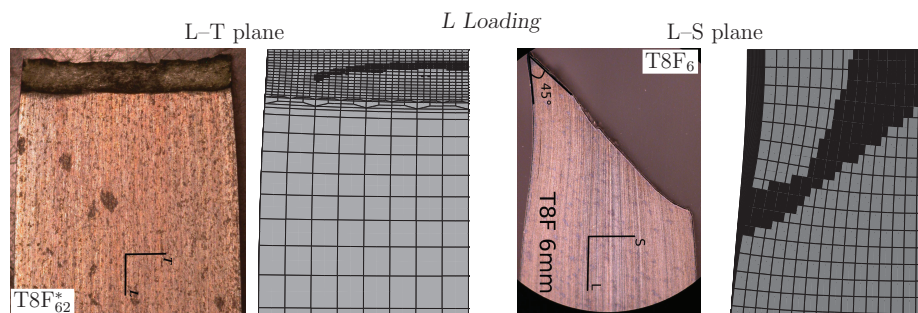 L Loading
L–T plane
L–S plane
T8F₆
45°
T8F 6mm
S
L
T
L
T8F*₆₂